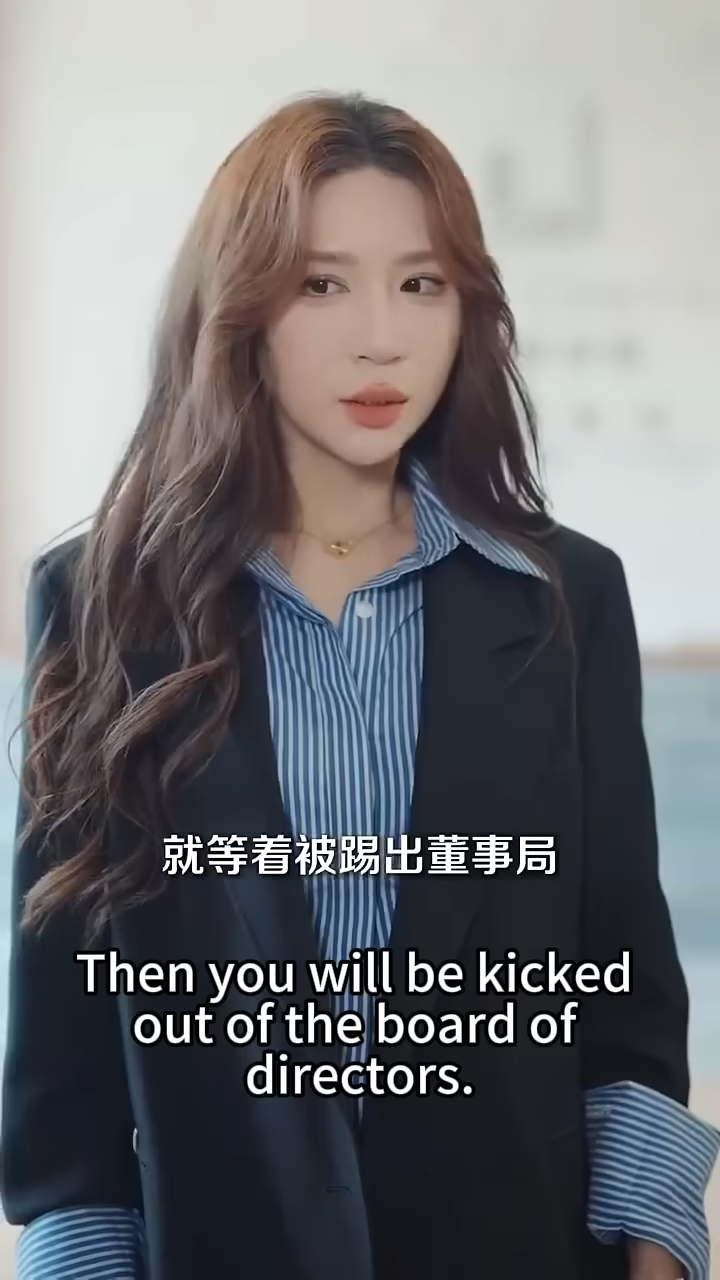 就等着被踢出董事局
Then you will be kicked
out of the board of
directors.